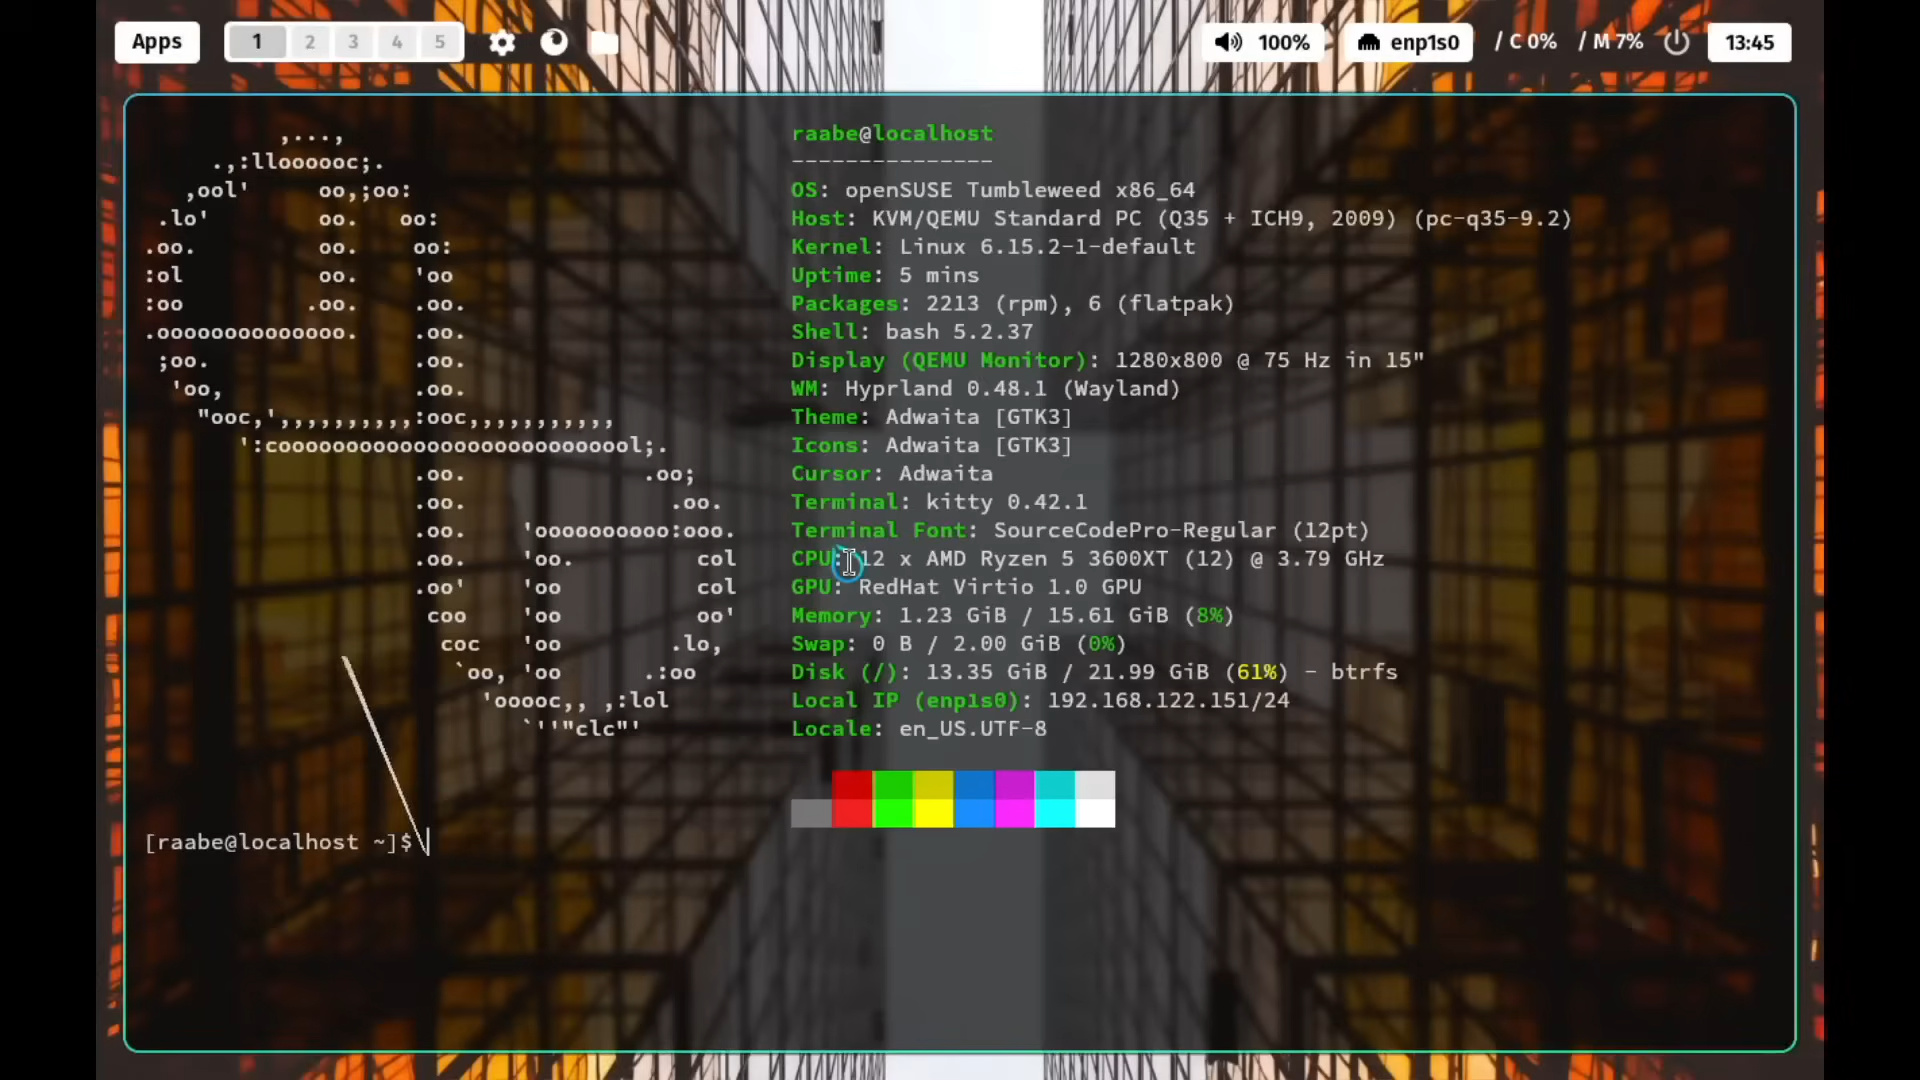 Apps 1 2 3 4 5 100% enp1s0 / C 0% / M 7% 13:45
raabe@localhost
---------------
OS: openSUSE Tumbleweed x86_64
Host: KVM/QEMU Standard PC (Q35 + ICH9, 2009) (pc-q35-9.2)
Kernel: Linux 6.15.2-1-default
Uptime: 5 mins
Packages: 2213 (rpm), 6 (flatpak)
Shell: bash 5.2.37
Display (QEMU Monitor): 1280x800 @ 75 Hz in 15"
WM: Hyprland 0.48.1 (Wayland)
Theme: Adwaita [GTK3]
Icons: Adwaita [GTK3]
Cursor: Adwaita
Terminal: kitty 0.42.1
Terminal Font: SourceCodePro-Regular (12pt)
CPU: 12 x AMD Ryzen 5 3600XT (12) @ 3.79 GHz
GPU: RedHat Virtio 1.0 GPU
Memory: 1.23 GiB / 15.61 GiB (8%)
Swap: 0 B / 2.00 GiB (0%)
Disk (/): 13.35 GiB / 21.99 GiB (61%) - btrfs
Local IP (enp1s0): 192.168.122.151/24
Locale: en_US.UTF-8
[raabe@localhost ~]$